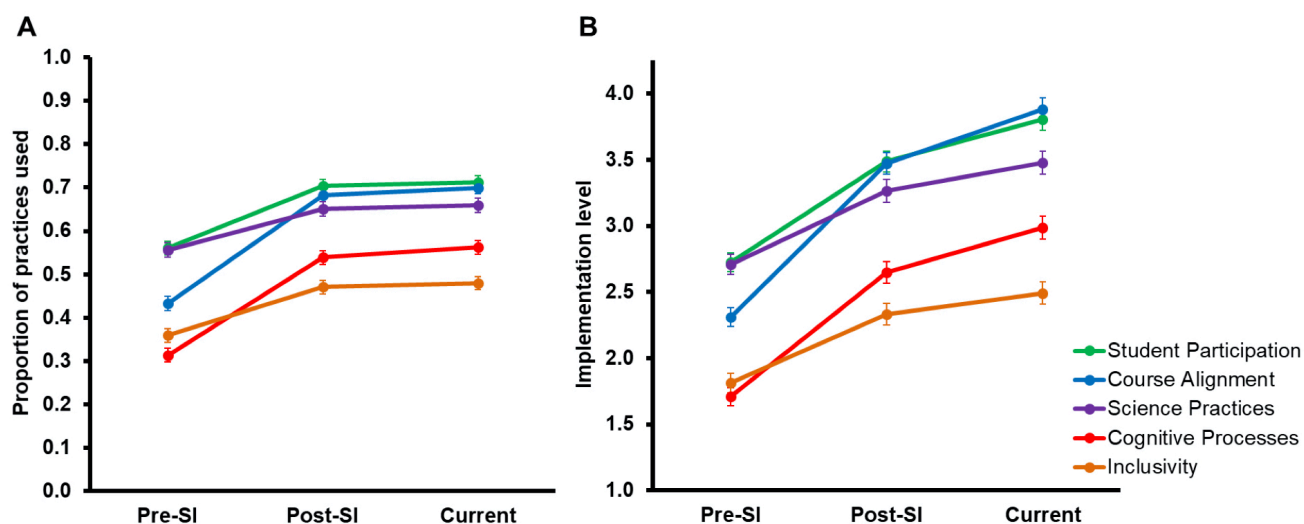 A
Proportion of practices used
1.0
0.9
0.8
0.7
0.6
0.5
0.4
0.3
0.2
0.1
0.0
Pre-SI Post-SI Current
B
Implementation level
4.0
3.5
3.0
2.5
2.0
1.5
1.0
Pre-SI Post-SI Current
Student Participation
Course Alignment
Science Practices
Cognitive Processes
Inclusivity